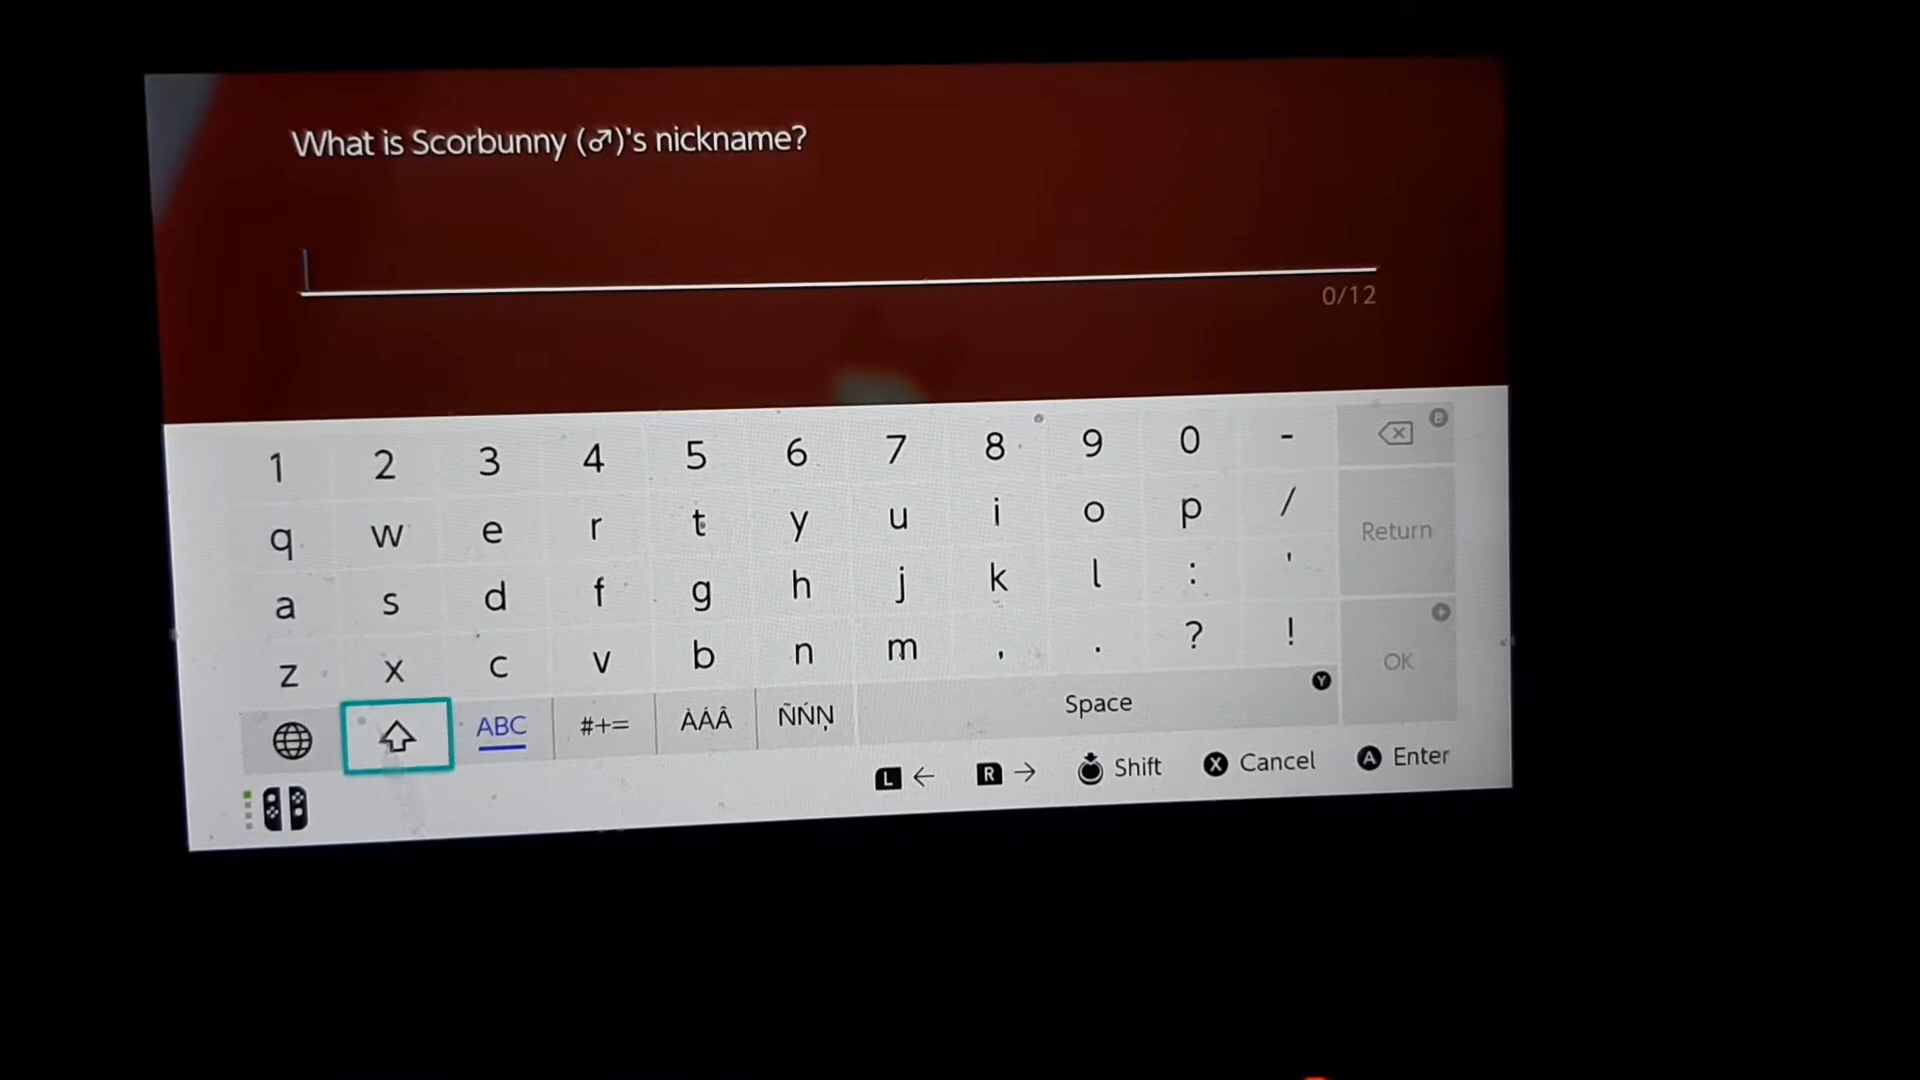 What is Scorbunny (♂)'s nickname?
0/12
1 2 3 4 5 6 7 8 9 0 -
q w e r t y u i o p /
Return
a s d f g h j k l : '
z x c v b n m , . ? !
OK
ABC #+= ÀÁÂ ÑŃŅ Space Y
L ← R → Shift X Cancel A Enter